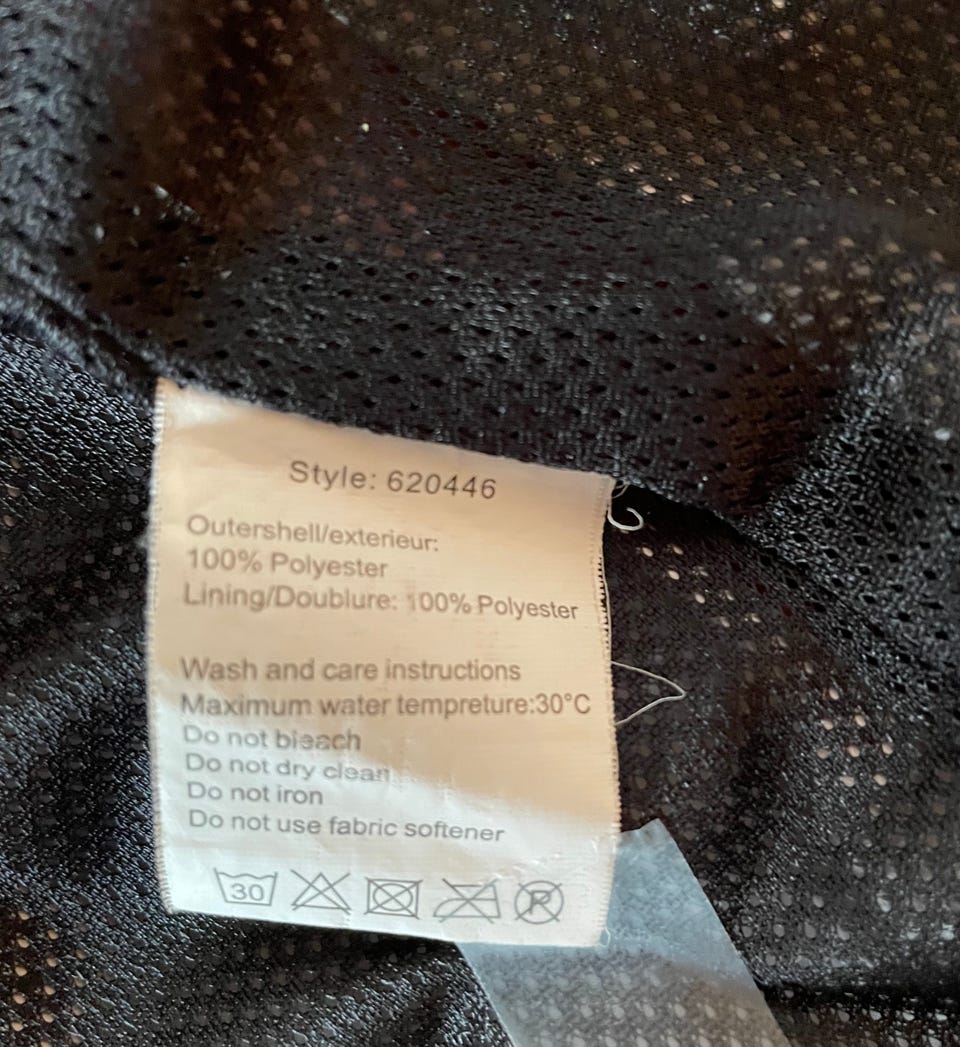 Style: 620446
Outershell/exterieur:
100% Polyester
Lining/Doublure: 100% Polyester
Wash and care instructions
Maximum water tempreture:30°C
Do not bleach
Do not dry clean
Do not iron
Do not use fabric softener
30 P